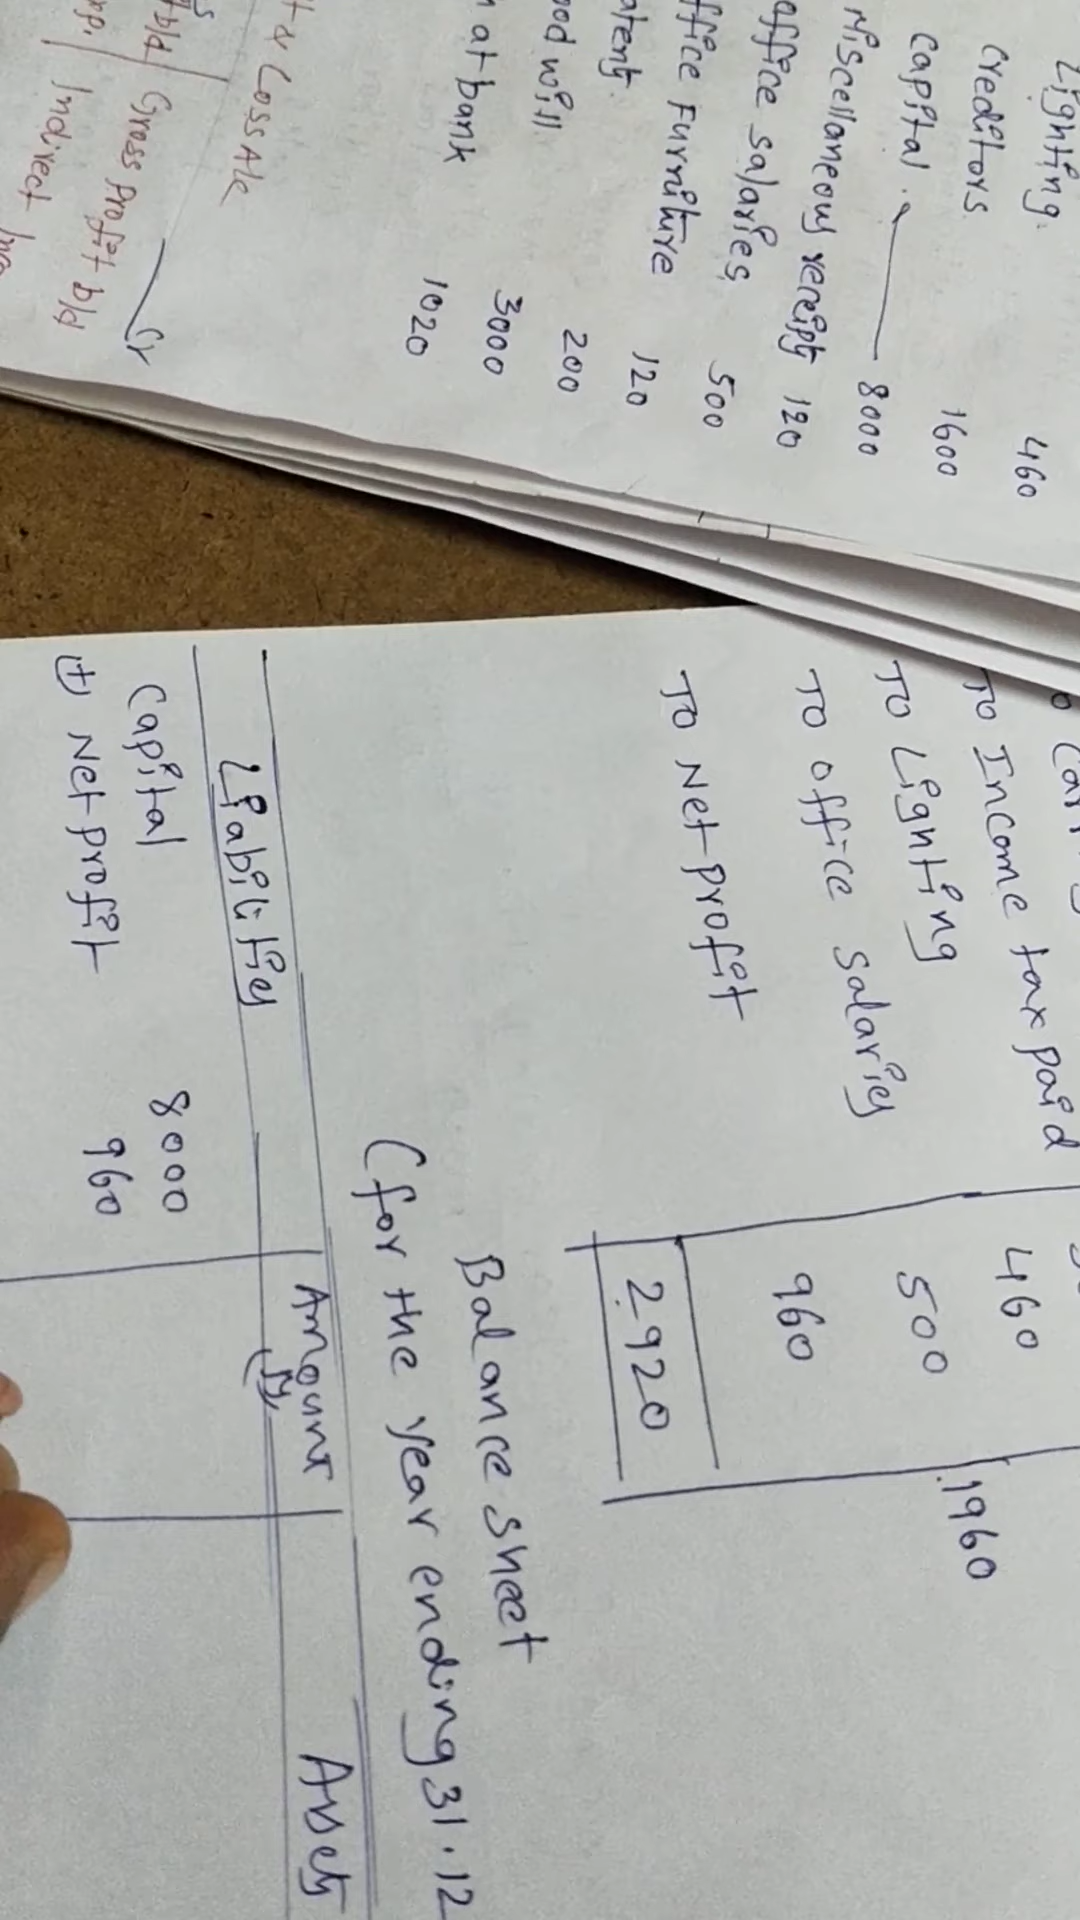 Lighting. 460
creditors 1600
capital. 8000
Miscellaneous receipts 120
office salaries 500
ffice Furniture 120
atent. 200
ood will. 3000
at bank 1020
Loss A/c
Cr
Gross profit b/d
Indirect
To Income tax paid
To Lighting 460
To office salaries 500
1960
To Net profit 960
2920
Balance sheet
(for the year ending 31.12
Liabilities Amount Assets
Capital 8000
(+) Net profit 960